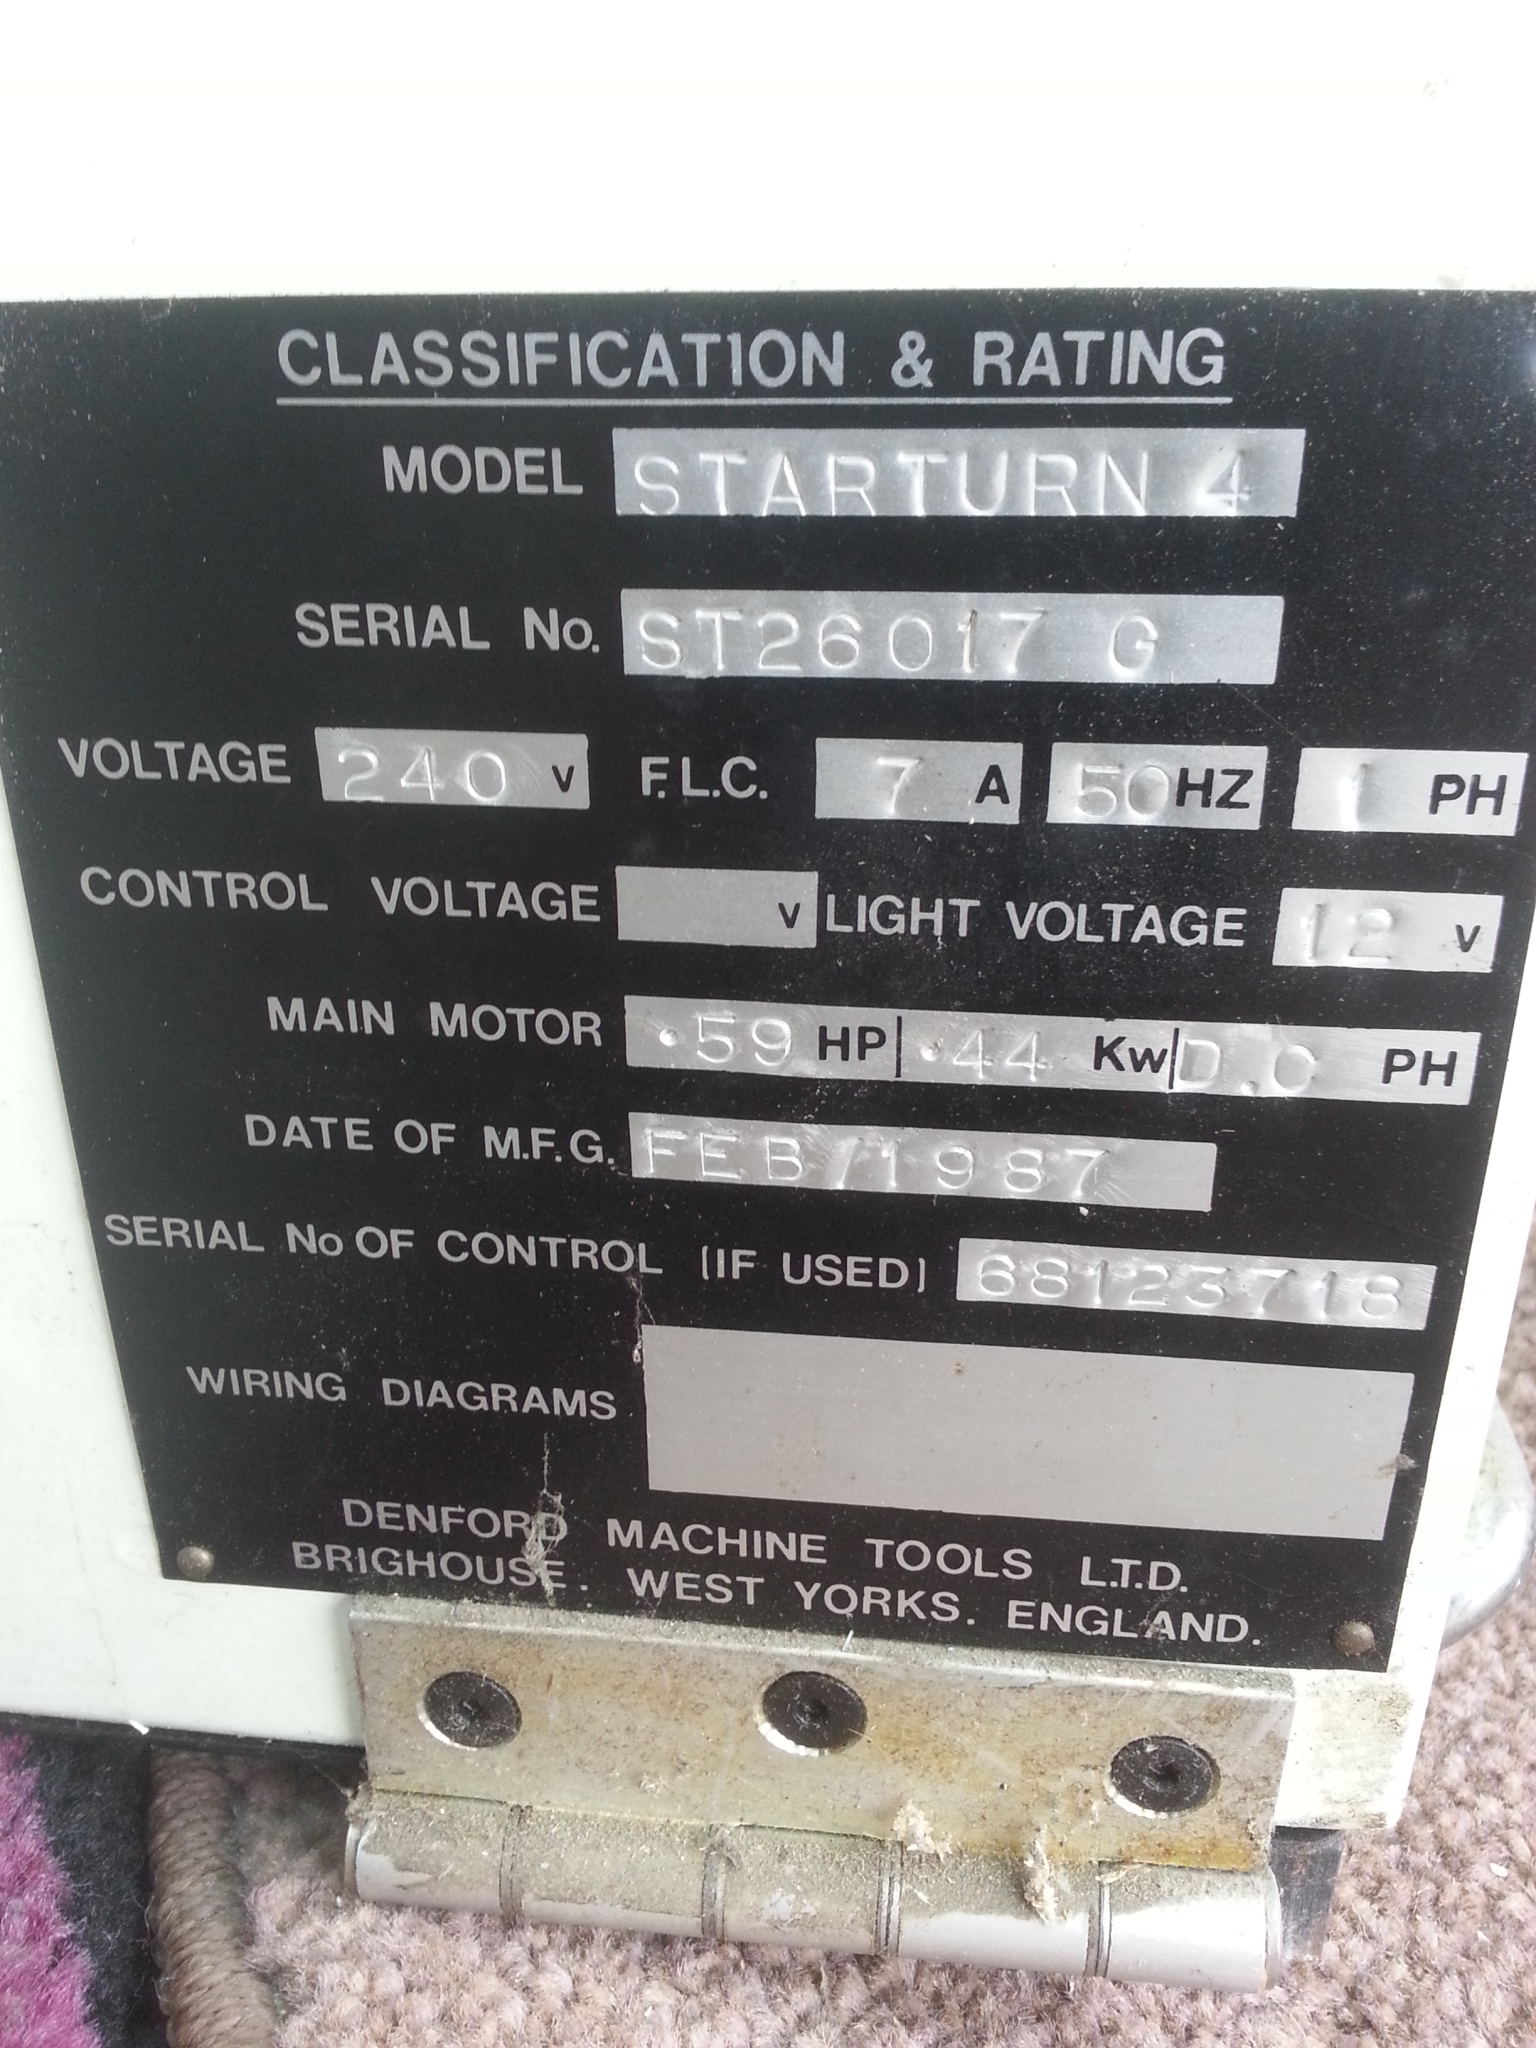 CLASSIFICATION & RATING
MODEL STARTURN 4
SERIAL No. ST26017 G
VOLTAGE 240 V F.L.C. 7 A 50 HZ 1 PH
CONTROL VOLTAGE V LIGHT VOLTAGE 12 V
MAIN MOTOR .59 HP | .44 Kw | D.C PH
DATE OF M.F.G. FEB/1987
SERIAL No OF CONTROL (IF USED) 68123718
WIRING DIAGRAMS
DENFORD MACHINE TOOLS L.T.D.
BRIGHOUSE. WEST YORKS. ENGLAND.